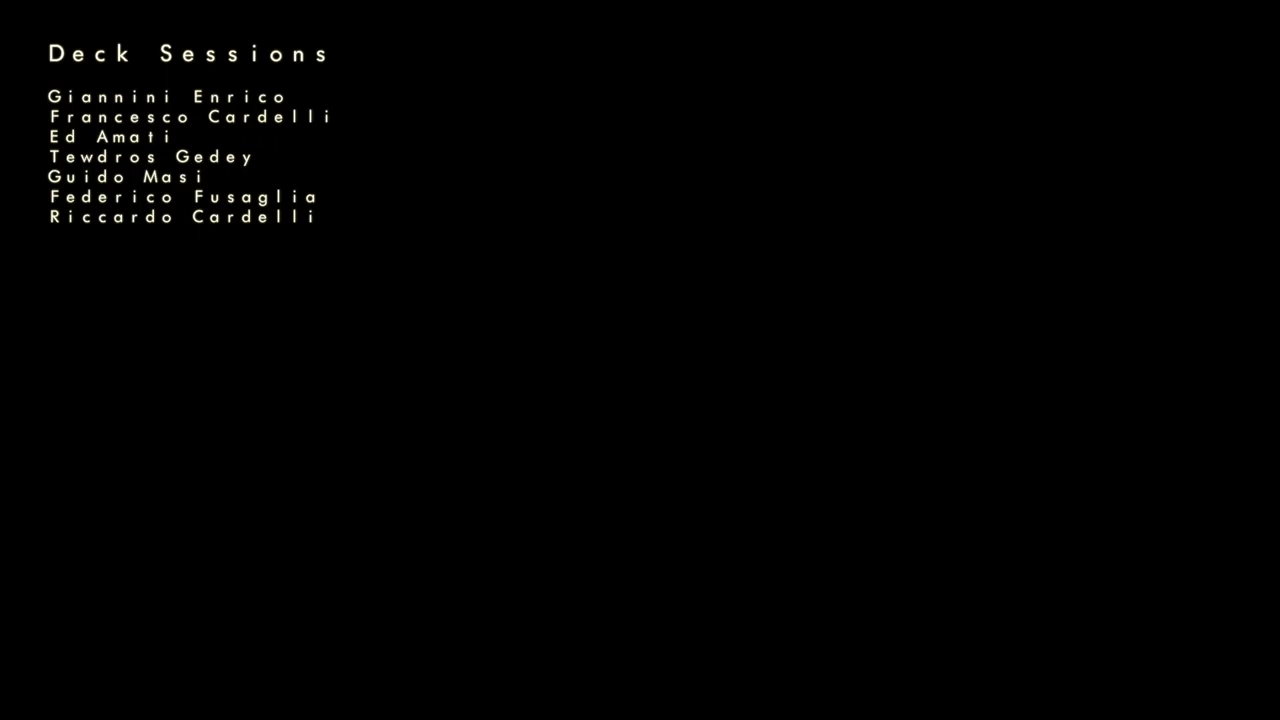 Deck Sessions
Giannini Enrico
Francesco Cardelli
Ed Amati
Tewdros Gedey
Guido Masi
Federico Fusaglia
Riccardo Cardelli